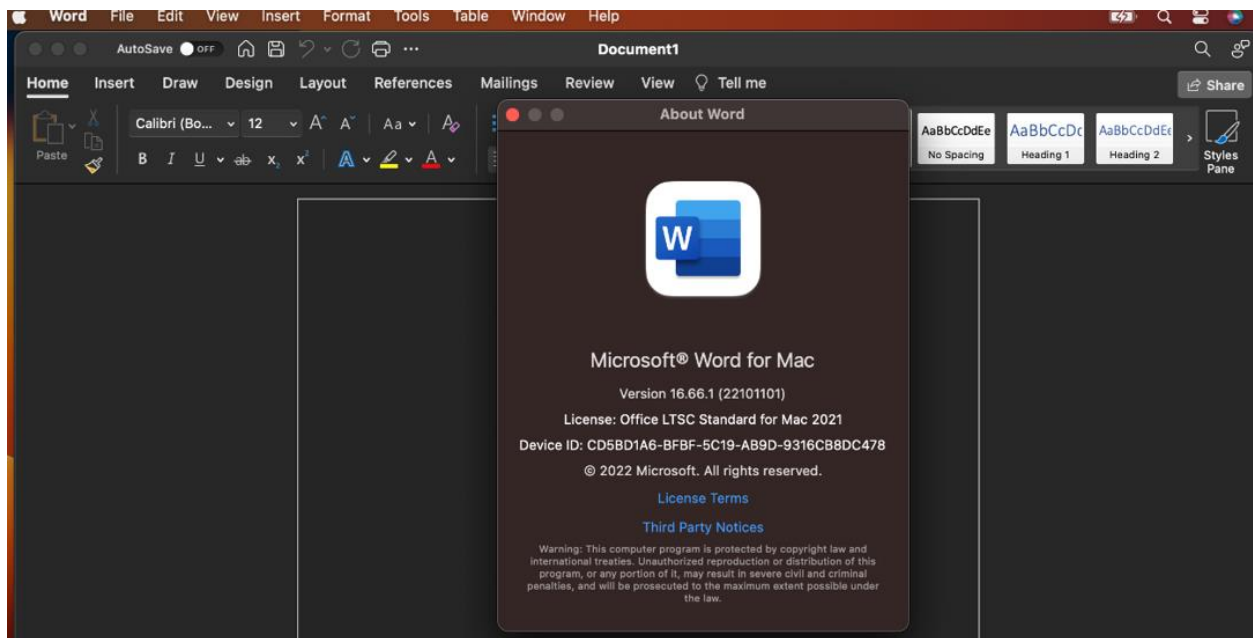 Word File Edit View Insert Format Tools Table Window Help
AutoSave OFF Document1
Home Insert Draw Design Layout References Mailings Review View Tell me Share
About Word
Calibri (Bo... 12 A A Aa A
AaBbCcDdEe AaBbCcDc AaBbCcDdEe
Paste B I U ab x₂ x² A A
No Spacing Heading 1 Heading 2 Styles
Pane
W
Microsoft® Word for Mac
Version 16.66.1 (22101101)
License: Office LTSC Standard for Mac 2021
Device ID: CD5BD1A6-BFBF-5C19-AB9D-9316CB8DC478
© 2022 Microsoft. All rights reserved.
License Terms
Third Party Notices
Warning: This computer program is protected by copyright law and
international treaties. Unauthorized reproduction or distribution of this
program, or any portion of it, may result in severe civil and criminal
penalties, and will be prosecuted to the maximum extent possible under
the law.